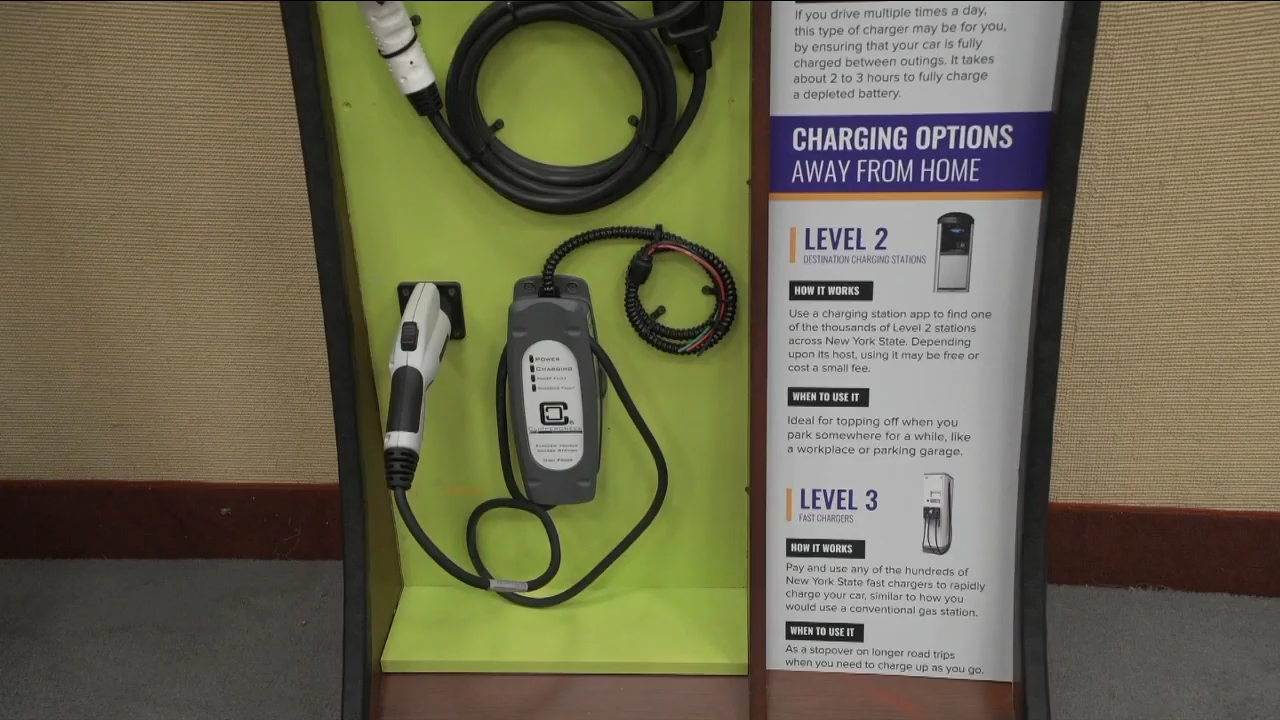 POWER
CHARGING
If you drive multiple times a day,
this type of charger may be for you,
by ensuring that your car is fully
charged between outings. It takes
about 2 to 3 hours to fully charge
a depleted battery.
CHARGING OPTIONS
AWAY FROM HOME
LEVEL 2
DESTINATION CHARGING STATIONS
HOW IT WORKS
Use a charging station app to find one
of the thousands of Level 2 stations
across New York State. Depending
upon its host, using it may be free or
cost a small fee.
WHEN TO USE IT
Ideal for topping off when you
park somewhere for a while, like
a workplace or parking garage.
LEVEL 3
FAST CHARGERS
HOW IT WORKS
Pay and use any of the hundreds of
New York State fast chargers to rapidly
charge your car, similar to how you
would use a conventional gas station.
WHEN TO USE IT
As a stopover on longer road trips
when you need to charge up as you go.